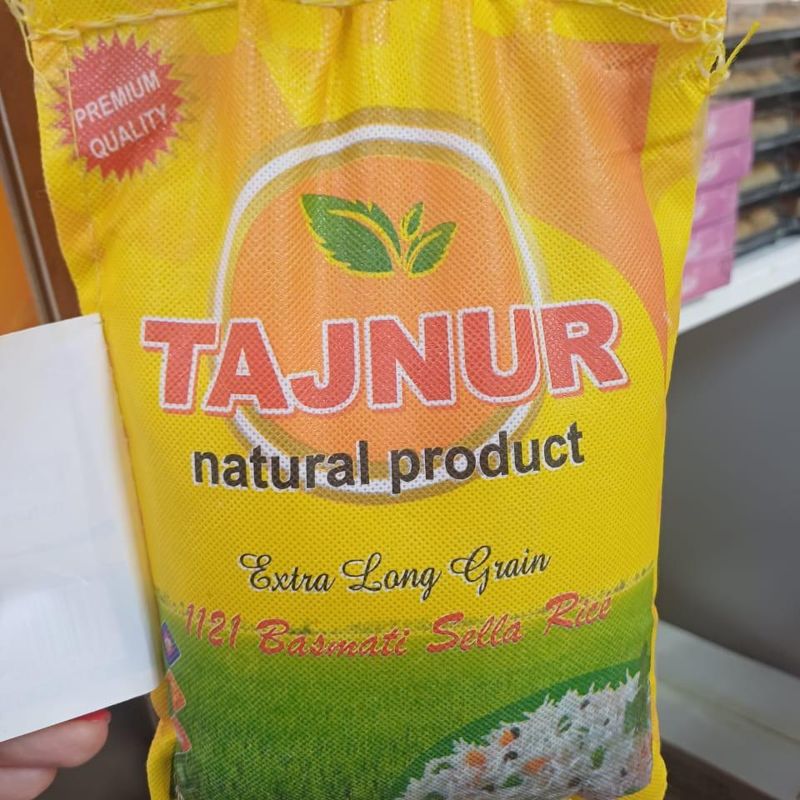 PREMIUM
QUALITY
TAJNUR
natural product
Extra Long Grain
1121 Basmati Sella Rice